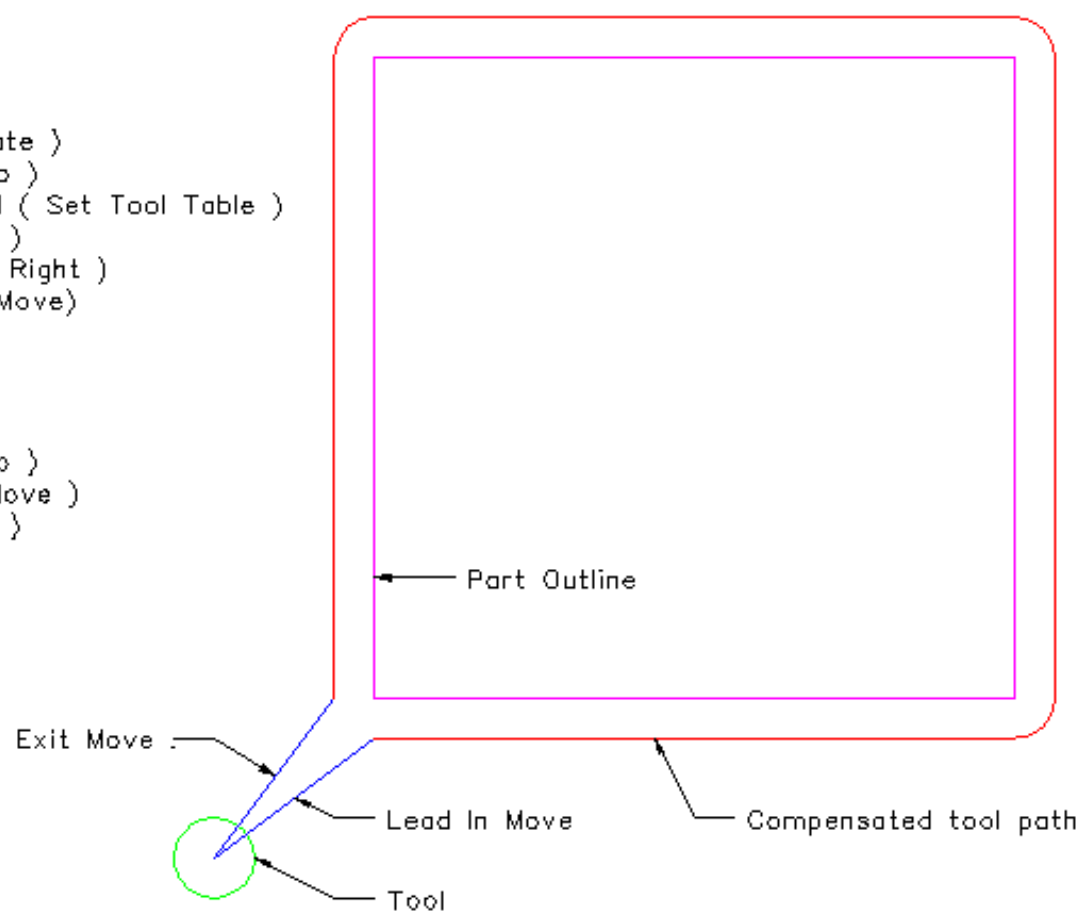 ate )
p )
l ( Set Tool Table )
)
Right )
Move)
p )
Move )
)
Part Outline
Exit Move
Lead In Move
Compensated tool path
Tool